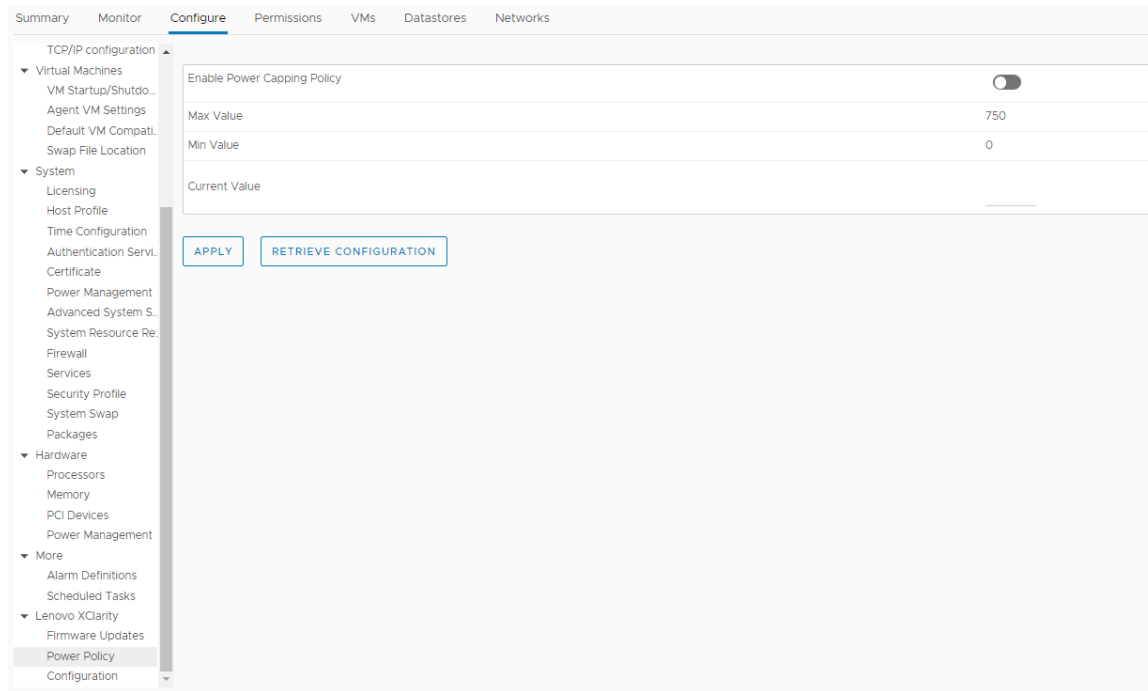 Summary Monitor Configure Permissions VMs Datastores Networks
TCP/IP configuration
Virtual Machines
VM Startup/Shutdo...
Agent VM Settings
Default VM Compati..
Swap File Location
System
Licensing
Host Profile
Time Configuration
Authentication Servi..
Certificate
Power Management
Advanced System S..
System Resource Re..
Firewall
Services
Security Profile
System Swap
Packages
Hardware
Processors
Memory
PCI Devices
Power Management
More
Alarm Definitions
Scheduled Tasks
Lenovo XClarity
Firmware Updates
Power Policy
Configuration
Enable Power Capping Policy
Max Value 750
Min Value 0
Current Value
APPLY RETRIEVE CONFIGURATION